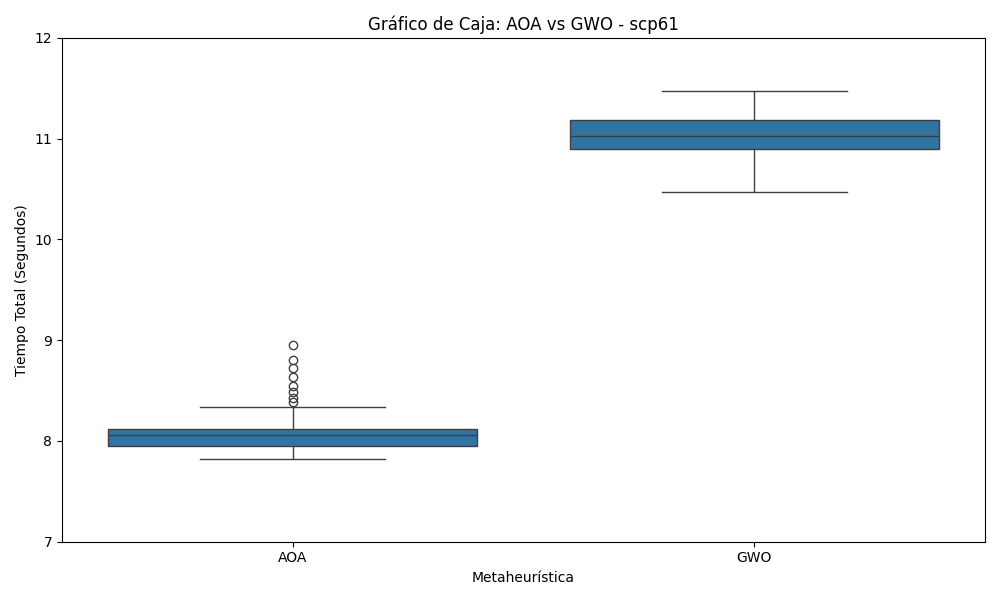 Gráfico de Caja: AOA vs GWO - scp61
12
11
10
9
8
7
Tiempo Total (Segundos)
AOA
GWO
Metaheurística